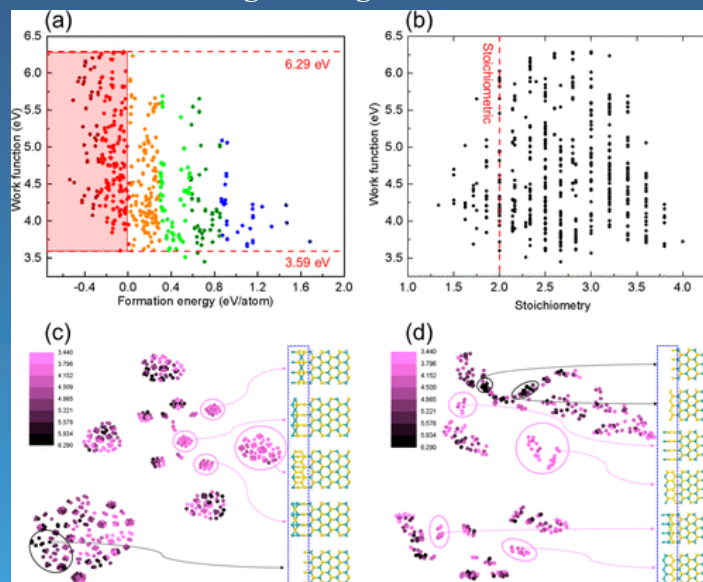 (a)
6.5
6.0
5.5
5.0
4.5
4.0
3.5
Work function (eV)
6.29 eV
3.59 eV
-0.4 0.0 0.4 0.8 1.2 1.6 2.0
Formation energy (eV/atom)
(b)
6.5
6.0
5.5
5.0
4.5
4.0
3.5
Work function (eV)
Stoichiometric
1.0 1.5 2.0 2.5 3.0 3.5 4.0
Stoichiometry
(c)
3.440
3.796
4.152
4.509
4.865
5.221
5.578
5.934
6.290
(d)
3.440
3.796
4.152
4.509
4.865
5.221
5.578
5.934
6.290